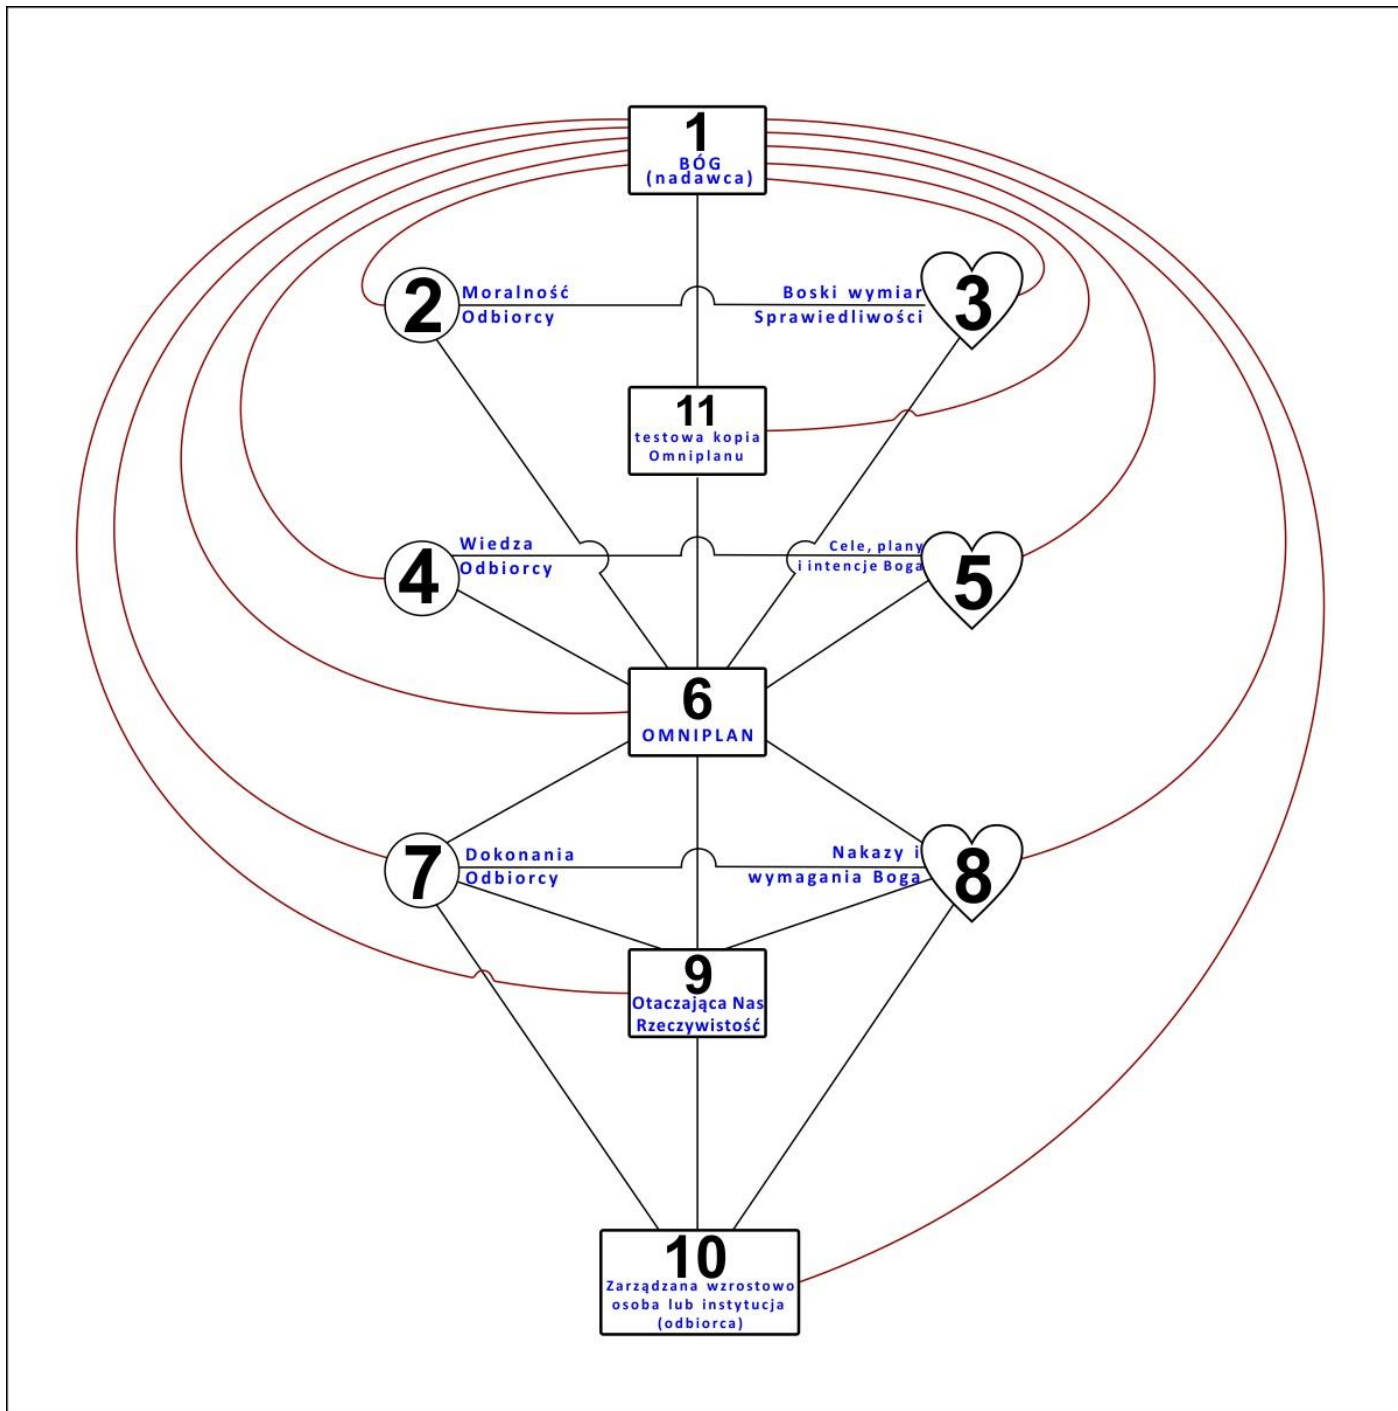 1
BÓG
(nadawca)
2
Moralność
Odbiorcy
Boski wymiar
Sprawiedliwości
3
11
testowa kopia
Omniplanu
4
Wiedza
Odbiorcy
Cele, plany
i intencje Boga
5
6
OMNIPLAN
7
Dokonania
Odbiorcy
Nakazy i
wymagania Boga
8
9
Otaczająca Nas
Rzeczywistość
10
Zarządzana wzrostowo
osoba lub instytucja
(odbiorca)